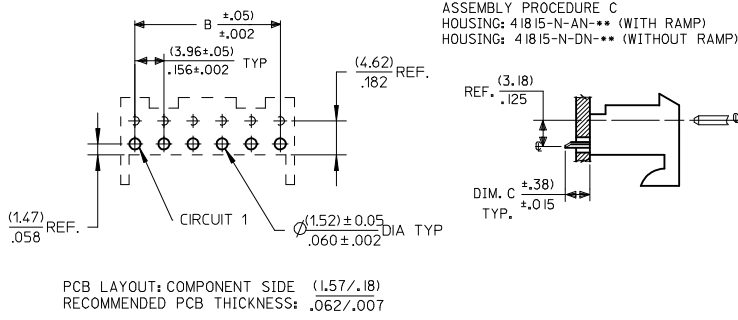 ASSEMBLY PROCEDURE C
HOUSING: 41815-N-AN-** (WITH RAMP)
HOUSING: 41815-N-DN-** (WITHOUT RAMP)
B ±.05)
±.002
(3.96±.05)
.156±.002 TYP
(4.62)
.182 REF.
REF. (3.18)
.125
DIM. C ±.38)
TYP. ±.015
(1.47)
.058 REF.
CIRCUIT 1
Ø (1.52) ± 0.05
.060 ± .002 DIA TYP
PCB LAYOUT: COMPONENT SIDE (1.57/.18)
RECOMMENDED PCB THICKNESS: .062/.007